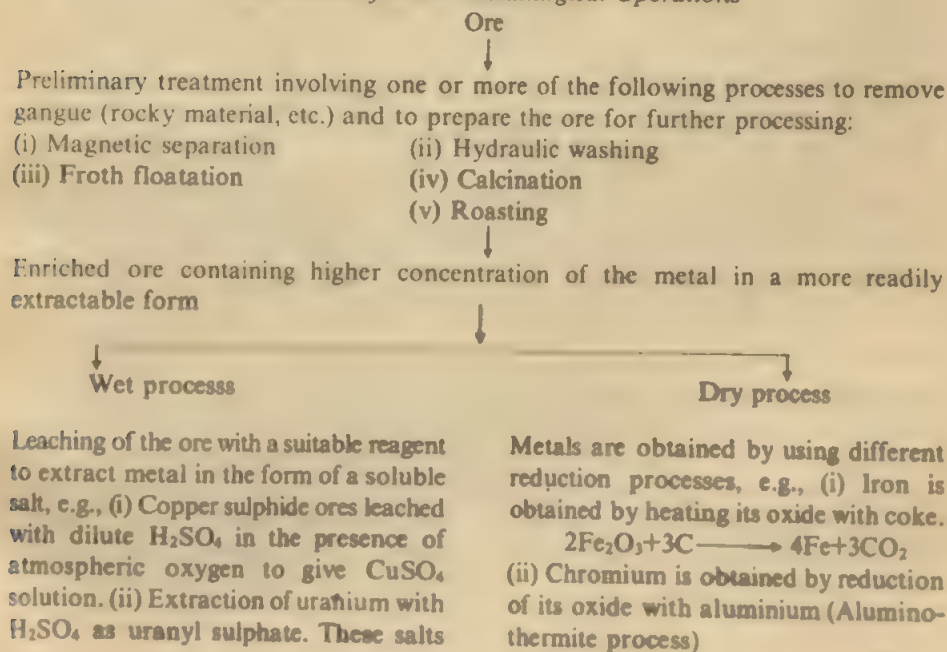 Operations
Ore
Preliminary treatment involving one or more of the following processes to remove
gangue (rocky material, etc.) and to prepare the ore for further processing:
(i) Magnetic separation (ii) Hydraulic washing
(iii) Froth floatation (iv) Calcination
(v) Roasting
Enriched ore containing higher concentration of the metal in a more readily
extractable form
Wet processs
Leaching of the ore with a suitable reagent
to extract metal in the form of a soluble
salt, e.g., (i) Copper sulphide ores leached
with dilute H₂SO₄ in the presence of
atmospheric oxygen to give CuSO₄
solution. (ii) Extraction of uranium with
H₂SO₄ as uranyl sulphate. These salts
Dry process
Metals are obtained by using different
reduction processes, e.g., (i) Iron is
obtained by heating its oxide with coke.
2Fe₂O₃+3C ⟶ 4Fe+3CO₂
(ii) Chromium is obtained by reduction
of its oxide with aluminium (Alumino-
thermite process)